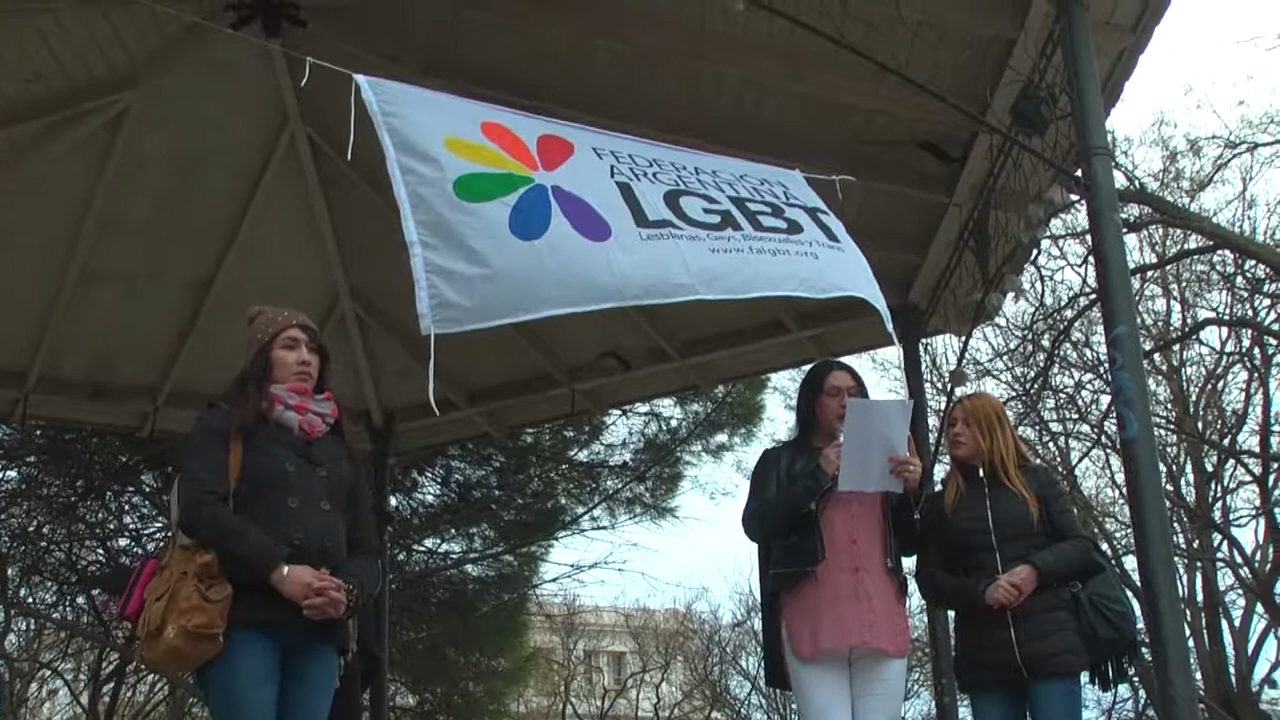 FEDERACIÓN
ARGENTINA
LGBT
Lesbianas, Gays, Bisexuales y Trans
www.falgbt.org